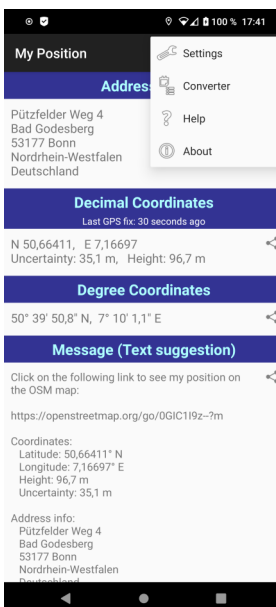 100 % 17:41
My Position
Settings
Converter
Help
About
Addres
Pützfelder Weg 4
Bad Godesberg
53177 Bonn
Nordrhein-Westfalen
Deutschland
Decimal Coordinates
Last GPS fix: 30 seconds ago
N 50,66411, E 7,16697
Uncertainty: 35,1 m, Height: 96,7 m
Degree Coordinates
50° 39' 50,8" N, 7° 10' 1,1" E
Message (Text suggestion)
Click on the following link to see my position on
the OSM map:
https://openstreetmap.org/go/0GIC1I9z--?m
Coordinates:
Latitude: 50,66411° N
Longitude: 7,16697° E
Height: 96,7 m
Uncertainty: 35,1 m
Address info:
Pützfelder Weg 4
Bad Godesberg
53177 Bonn
Nordrhein-Westfalen
Deutschland